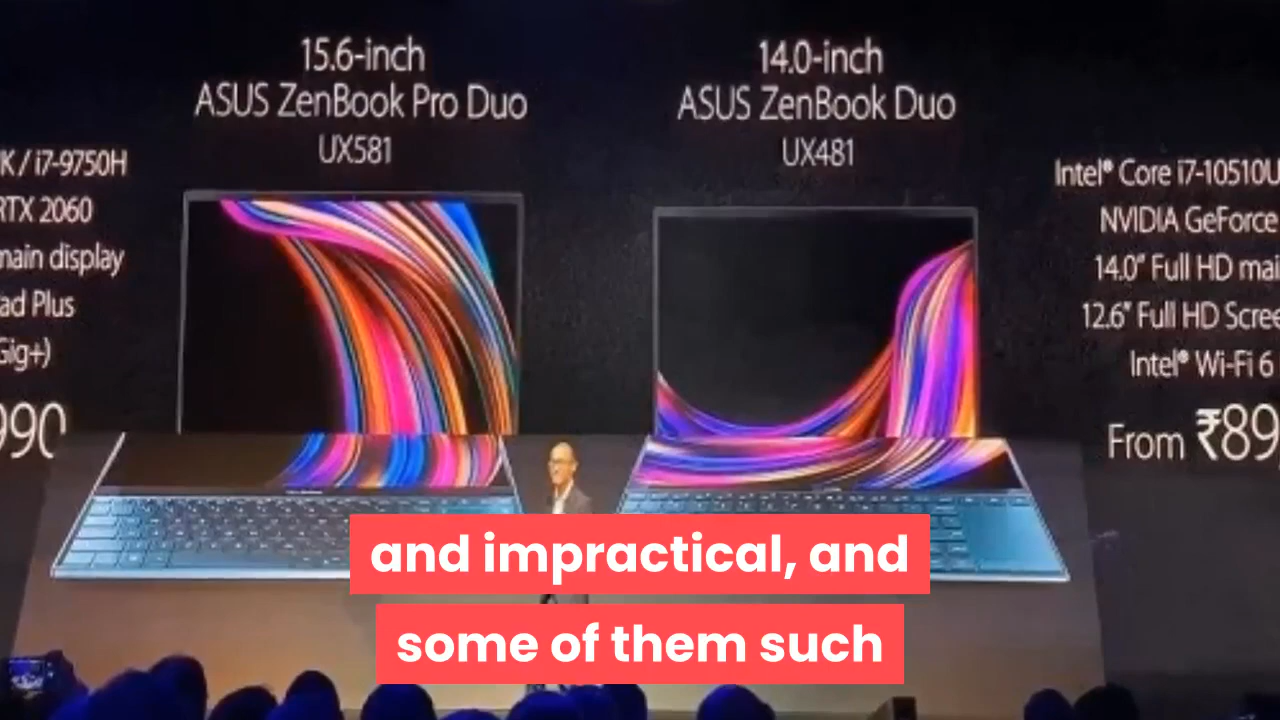 15.6-inch
ASUS ZenBook Pro Duo
UX581
14.0-inch
ASUS ZenBook Duo
UX481
K / i7-9750H
RTX 2060
main display
ad Plus
Gig+)
990
Intel® Core i7-10510U
NVIDIA GeForce
14.0" Full HD mai
12.6" Full HD Scree
Intel® Wi-Fi 6
From ₹89,
and impractical, and
some of them such